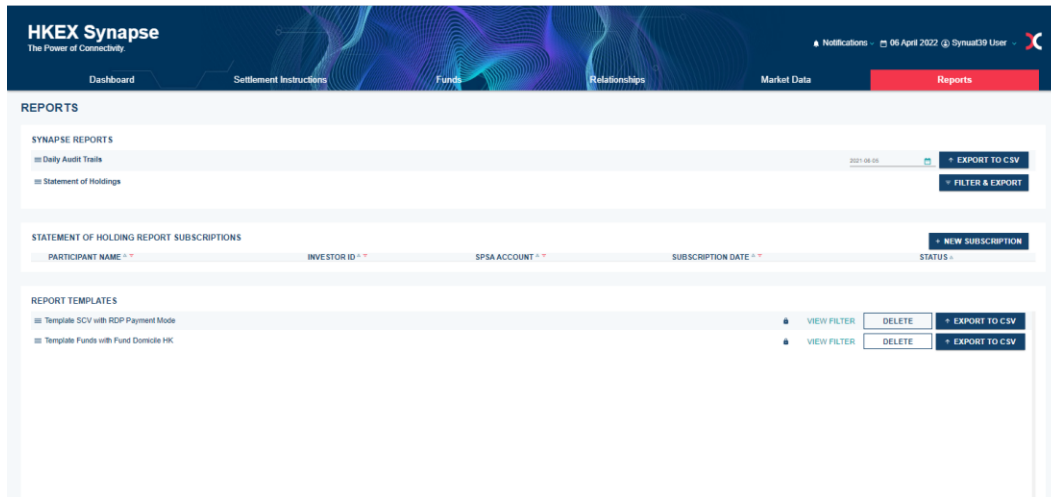 HKEX Synapse
The Power of Connectivity.
Notifications 06 April 2022 Synuat39 User
Dashboard Settlement Instructions Funds Relationships Market Data Reports
REPORTS
SYNAPSE REPORTS
Daily Audit Trails 2021-08-05 EXPORT TO CSV
Statement of Holdings FILTER & EXPORT
STATEMENT OF HOLDING REPORT SUBSCRIPTIONS
+ NEW SUBSCRIPTION
PARTICIPANT NAME INVESTOR ID SPSA ACCOUNT SUBSCRIPTION DATE STATUS
REPORT TEMPLATES
Template SCV with RDP Payment Mode VIEW FILTER DELETE EXPORT TO CSV
Template Funds with Fund Domicile HK VIEW FILTER DELETE EXPORT TO CSV